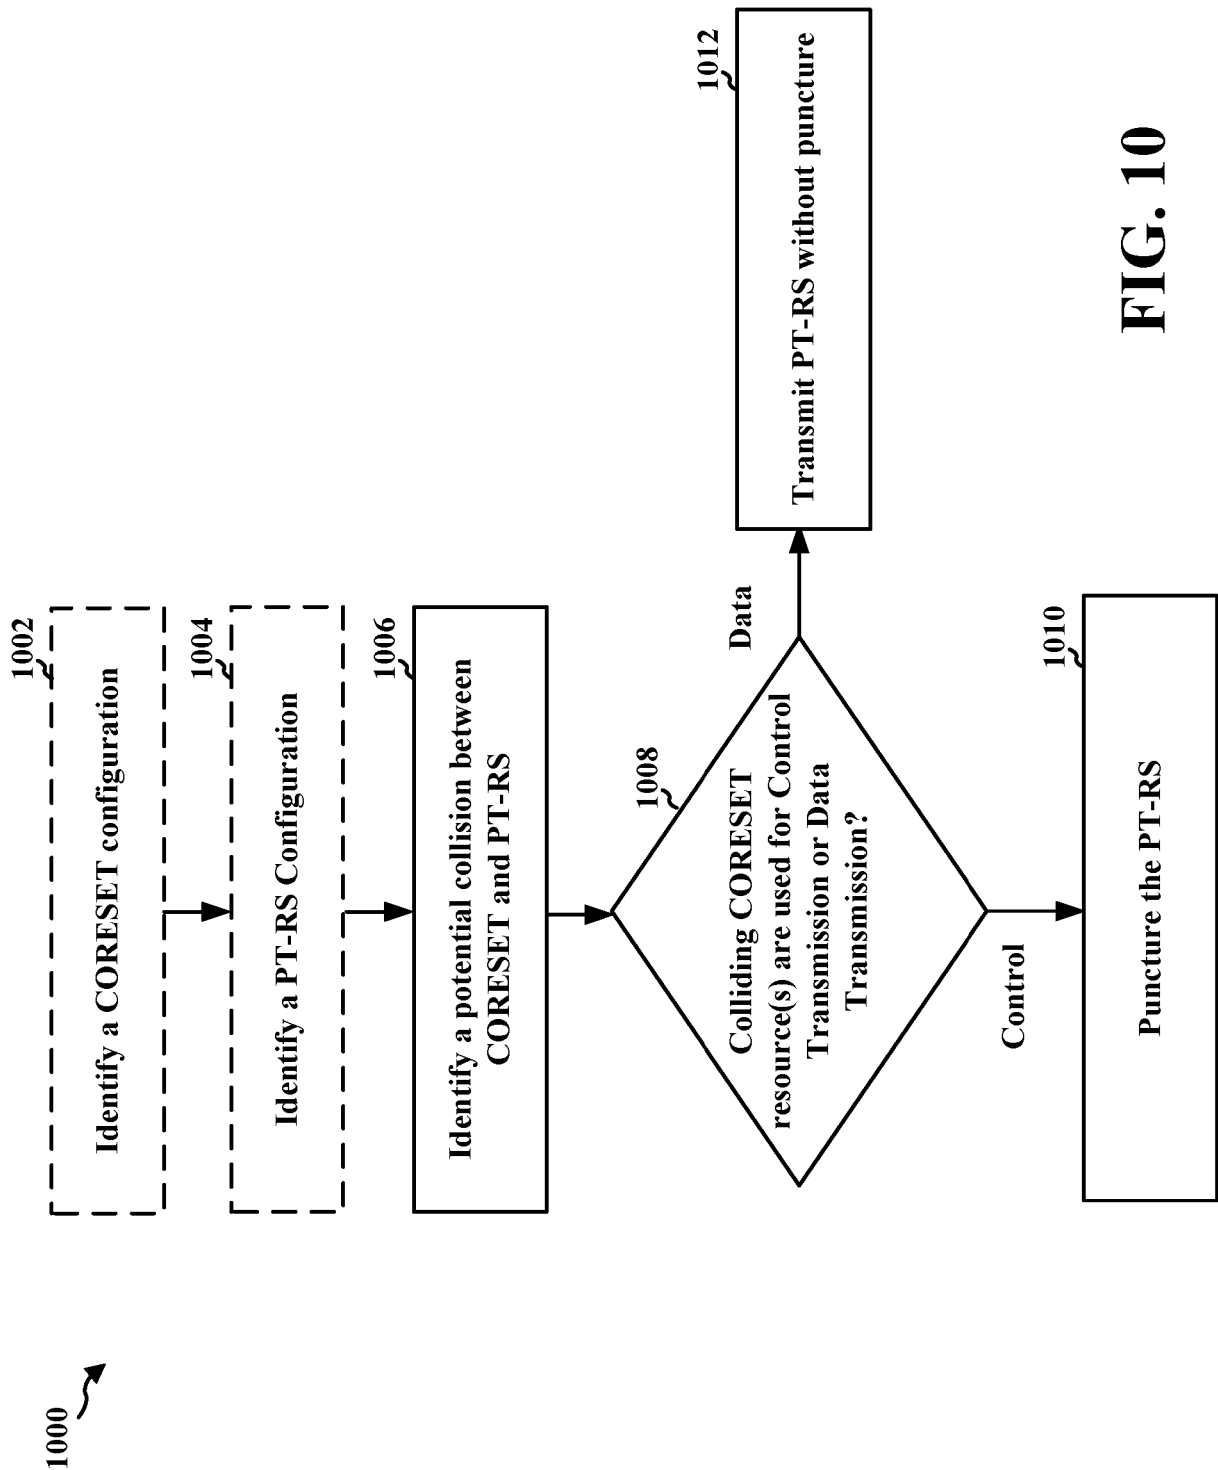 1000
1002
Identify a CORESET configuration
1004
Identify a PT-RS Configuration
1006
Identify a potential collision between
CORESET and PT-RS
1008
Colliding CORESET
resource(s) are used for Control
Transmission or Data
Transmission?
Data
1012
Transmit PT-RS without puncture
Control
1010
Puncture the PT-RS
FIG. 10